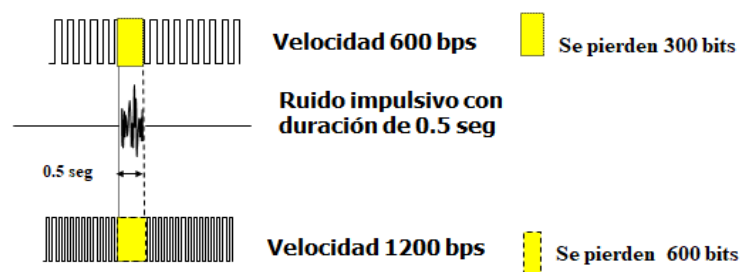 Velocidad 600 bps
Se pierden 300 bits
Ruido impulsivo con
duración de 0.5 seg
0.5 seg
Velocidad 1200 bps
Se pierden 600 bits